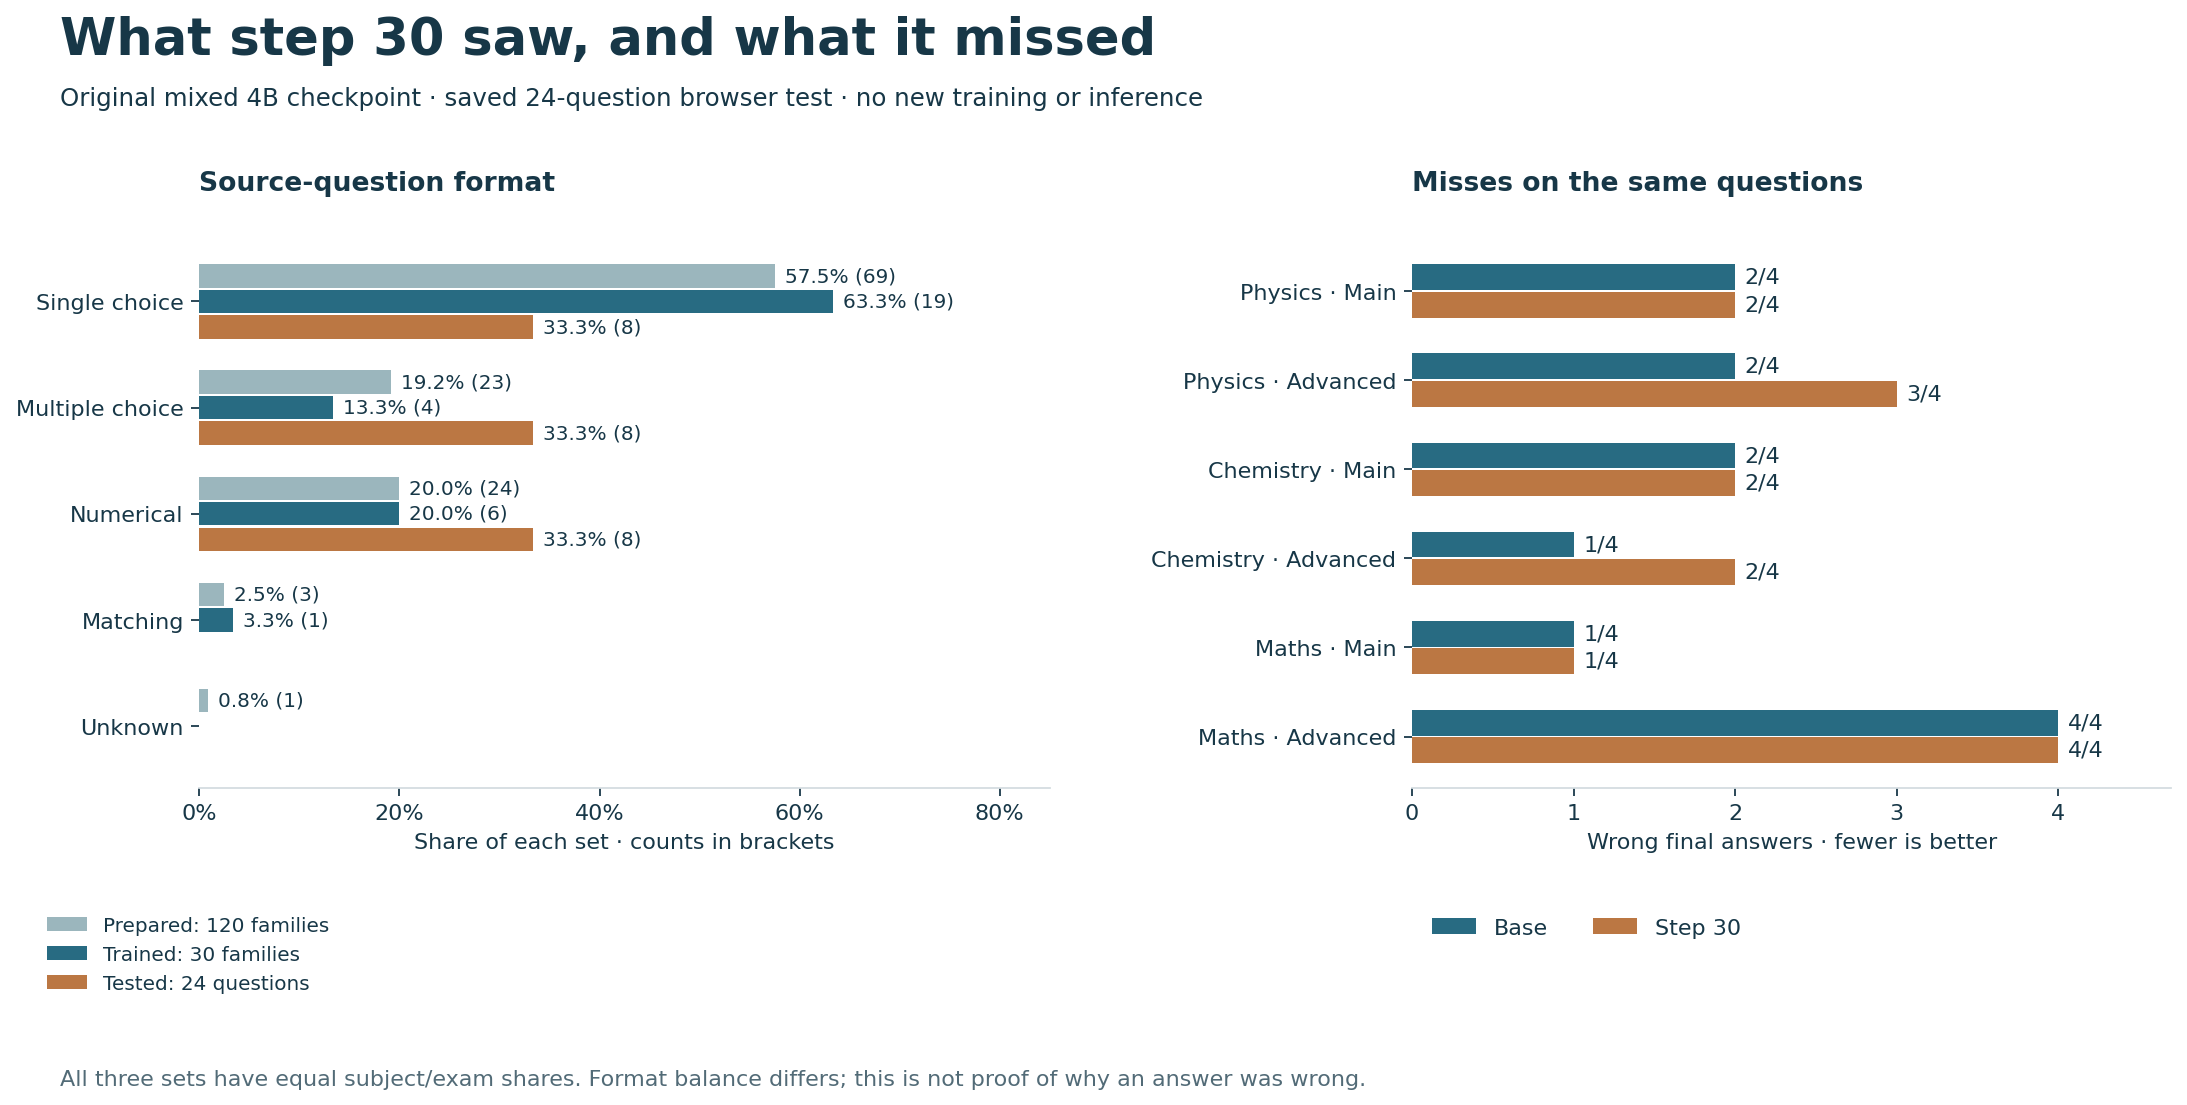 What step 30 saw, and what it missed
Original mixed 4B checkpoint · saved 24-question browser test · no new training or inference
Source-question format
Single choice
57.5% (69)
63.3% (19)
33.3% (8)
Multiple choice
19.2% (23)
13.3% (4)
33.3% (8)
Numerical
20.0% (24)
20.0% (6)
33.3% (8)
Matching
2.5% (3)
3.3% (1)
Unknown
0.8% (1)
0% 20% 40% 60% 80%
Share of each set · counts in brackets
Prepared: 120 families
Trained: 30 families
Tested: 24 questions
Misses on the same questions
Physics · Main
2/4
2/4
Physics · Advanced
2/4
3/4
Chemistry · Main
2/4
2/4
Chemistry · Advanced
1/4
2/4
Maths · Main
1/4
1/4
Maths · Advanced
4/4
4/4
0 1 2 3 4
Wrong final answers · fewer is better
Base Step 30
All three sets have equal subject/exam shares. Format balance differs; this is not proof of why an answer was wrong.